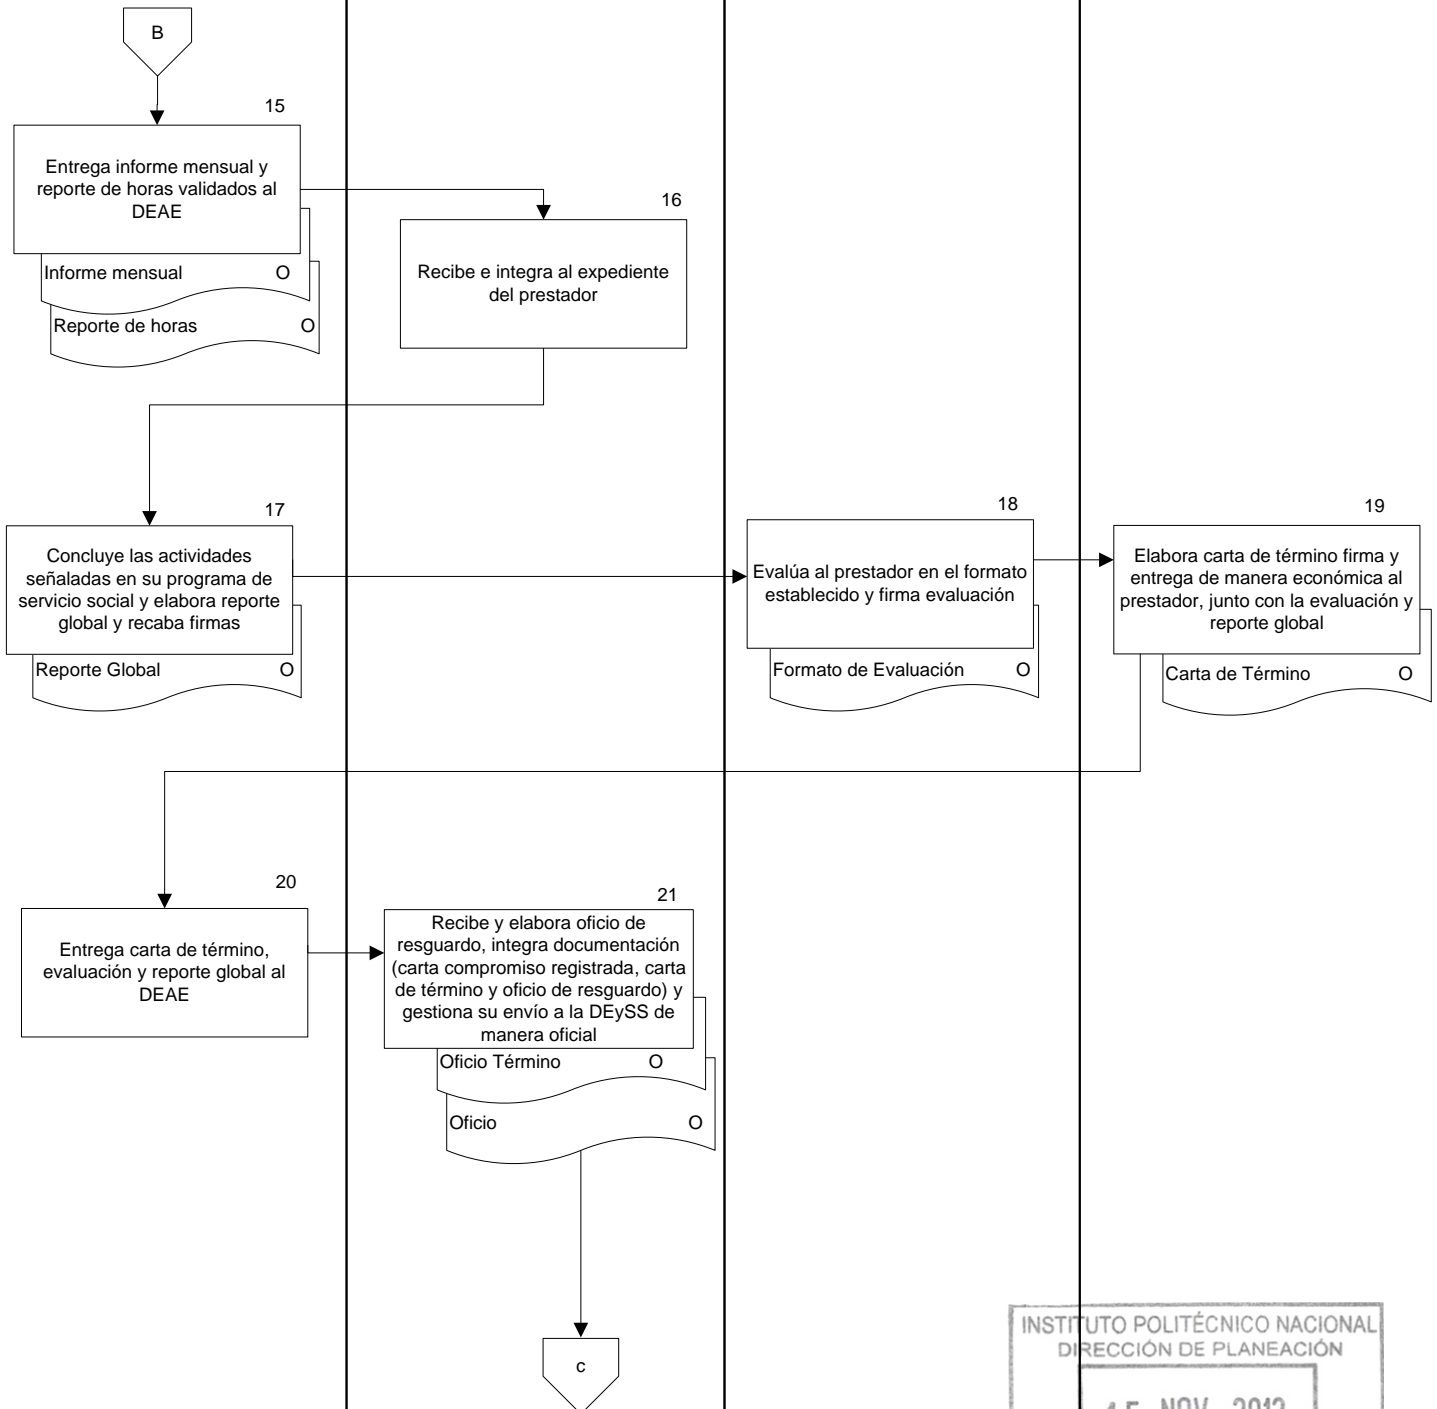 B
15
Entrega informe mensual y
reporte de horas validados al
DEAE
Informe mensual O
Reporte de horas O
16
Recibe e integra al expediente
del prestador
17
Concluye las actividades
señaladas en su programa de
servicio social y elabora reporte
global y recaba firmas
Reporte Global O
18
Evalúa al prestador en el formato
establecido y firma evaluación
Formato de Evaluación O
19
Elabora carta de término firma y
entrega de manera económica al
prestador, junto con la evaluación y
reporte global
Carta de Término O
20
Entrega carta de término,
evaluación y reporte global al
DEAE
21
Recibe y elabora oficio de
resguardo, integra documentación
(carta compromiso registrada, carta
de término y oficio de resguardo) y
gestiona su envío a la DEySS de
manera oficial
Oficio Término O
Oficio O
c
INSTITUTO POLITÉCNICO NACIONAL
DIRECCIÓN DE PLANEACIÓN
15 NOV 2012